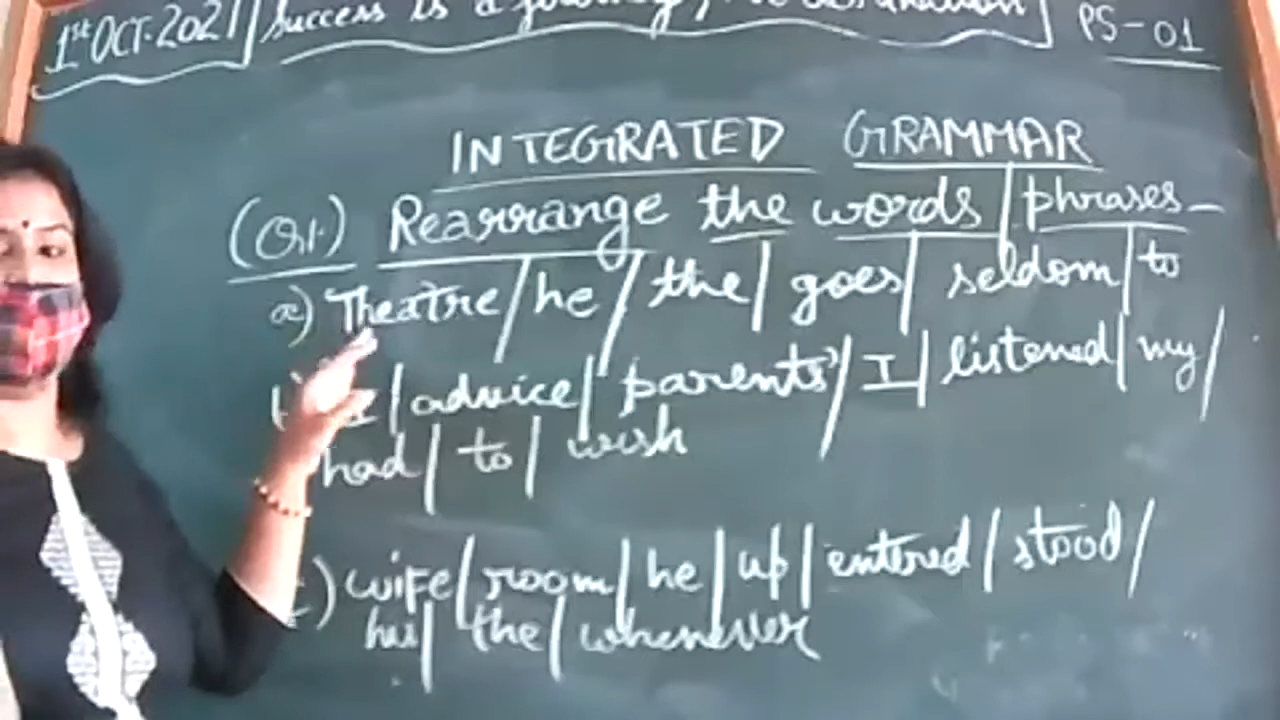 1st OCT. 2021 Success is a journey,
PS-01
INTEGRATED GRAMMAR
(Q1.) Rearrange the words / phrases -
a) Theatre / he / the / goes / seldom / to
I / advice / parents' / I / listened / my /
had / to / wish
) wife / room / he / up / entered / stood /
his / the / whenever